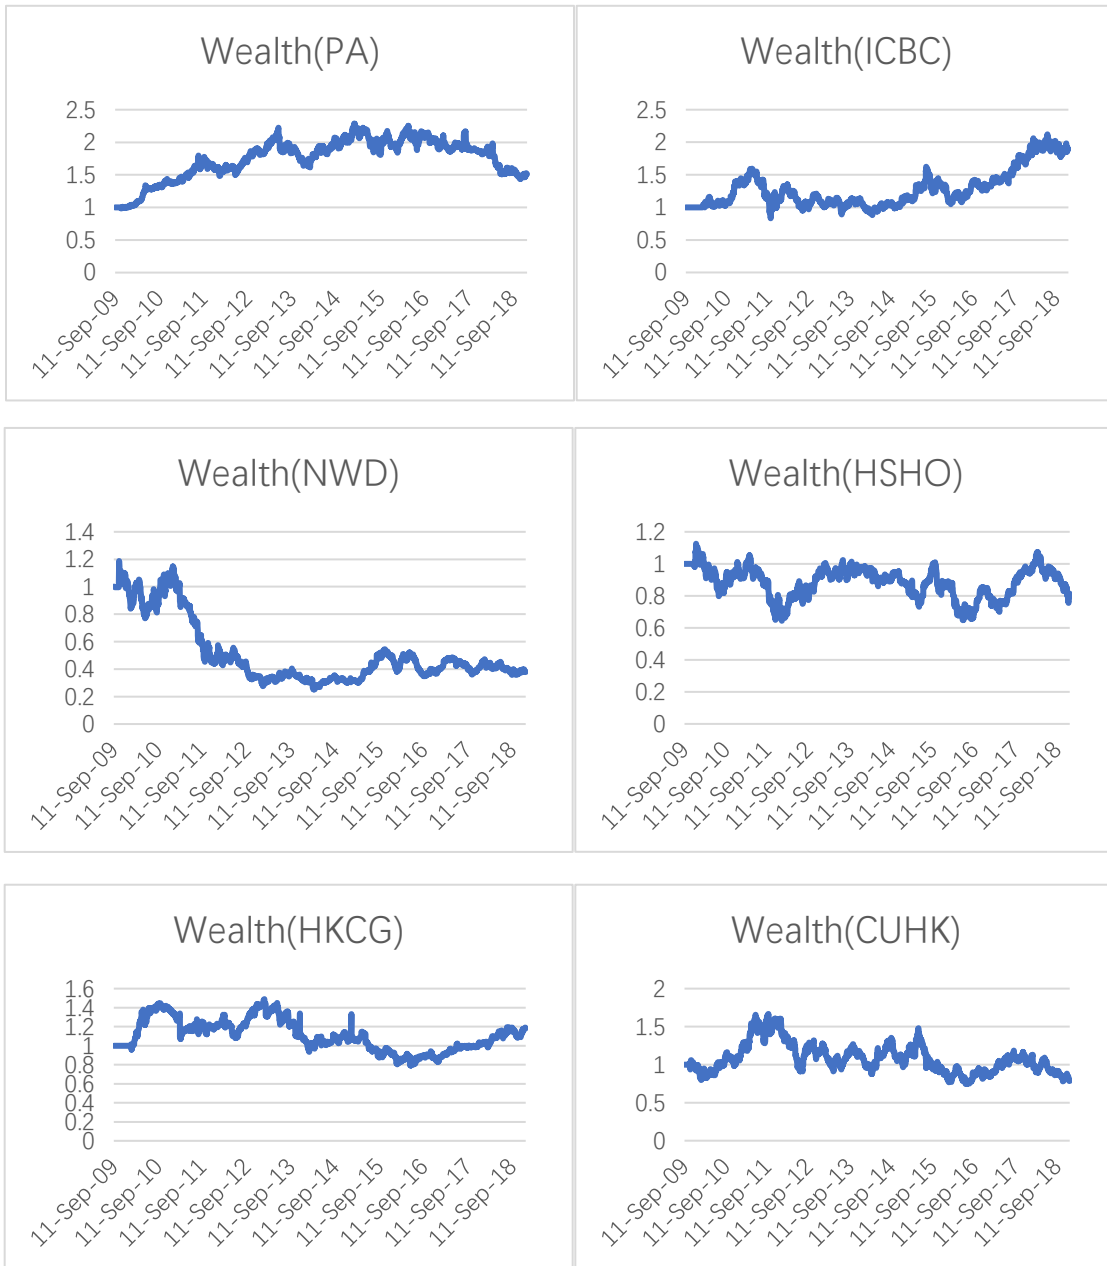 Wealth(PA)
2.5
2
1.5
1
0.5
0
11-Sep-09
11-Sep-10
11-Sep-11
11-Sep-12
11-Sep-13
11-Sep-14
11-Sep-15
11-Sep-16
11-Sep-17
11-Sep-18
Wealth(ICBC)
2.5
2
1.5
1
0.5
0
11-Sep-09
11-Sep-10
11-Sep-11
11-Sep-12
11-Sep-13
11-Sep-14
11-Sep-15
11-Sep-16
11-Sep-17
11-Sep-18
Wealth(NWD)
1.4
1.2
1
0.8
0.6
0.4
0.2
0
11-Sep-09
11-Sep-10
11-Sep-11
11-Sep-12
11-Sep-13
11-Sep-14
11-Sep-15
11-Sep-16
11-Sep-17
11-Sep-18
Wealth(HSHO)
1.2
1
0.8
0.6
0.4
0.2
0
11-Sep-09
11-Sep-10
11-Sep-11
11-Sep-12
11-Sep-13
11-Sep-14
11-Sep-15
11-Sep-16
11-Sep-17
11-Sep-18
Wealth(HKCG)
1.6
1.4
1.2
1
0.8
0.6
0.4
0.2
0
11-Sep-09
11-Sep-10
11-Sep-11
11-Sep-12
11-Sep-13
11-Sep-14
11-Sep-15
11-Sep-16
11-Sep-17
11-Sep-18
Wealth(CUHK)
2
1.5
1
0.5
0
11-Sep-09
11-Sep-10
11-Sep-11
11-Sep-12
11-Sep-13
11-Sep-14
11-Sep-15
11-Sep-16
11-Sep-17
11-Sep-18